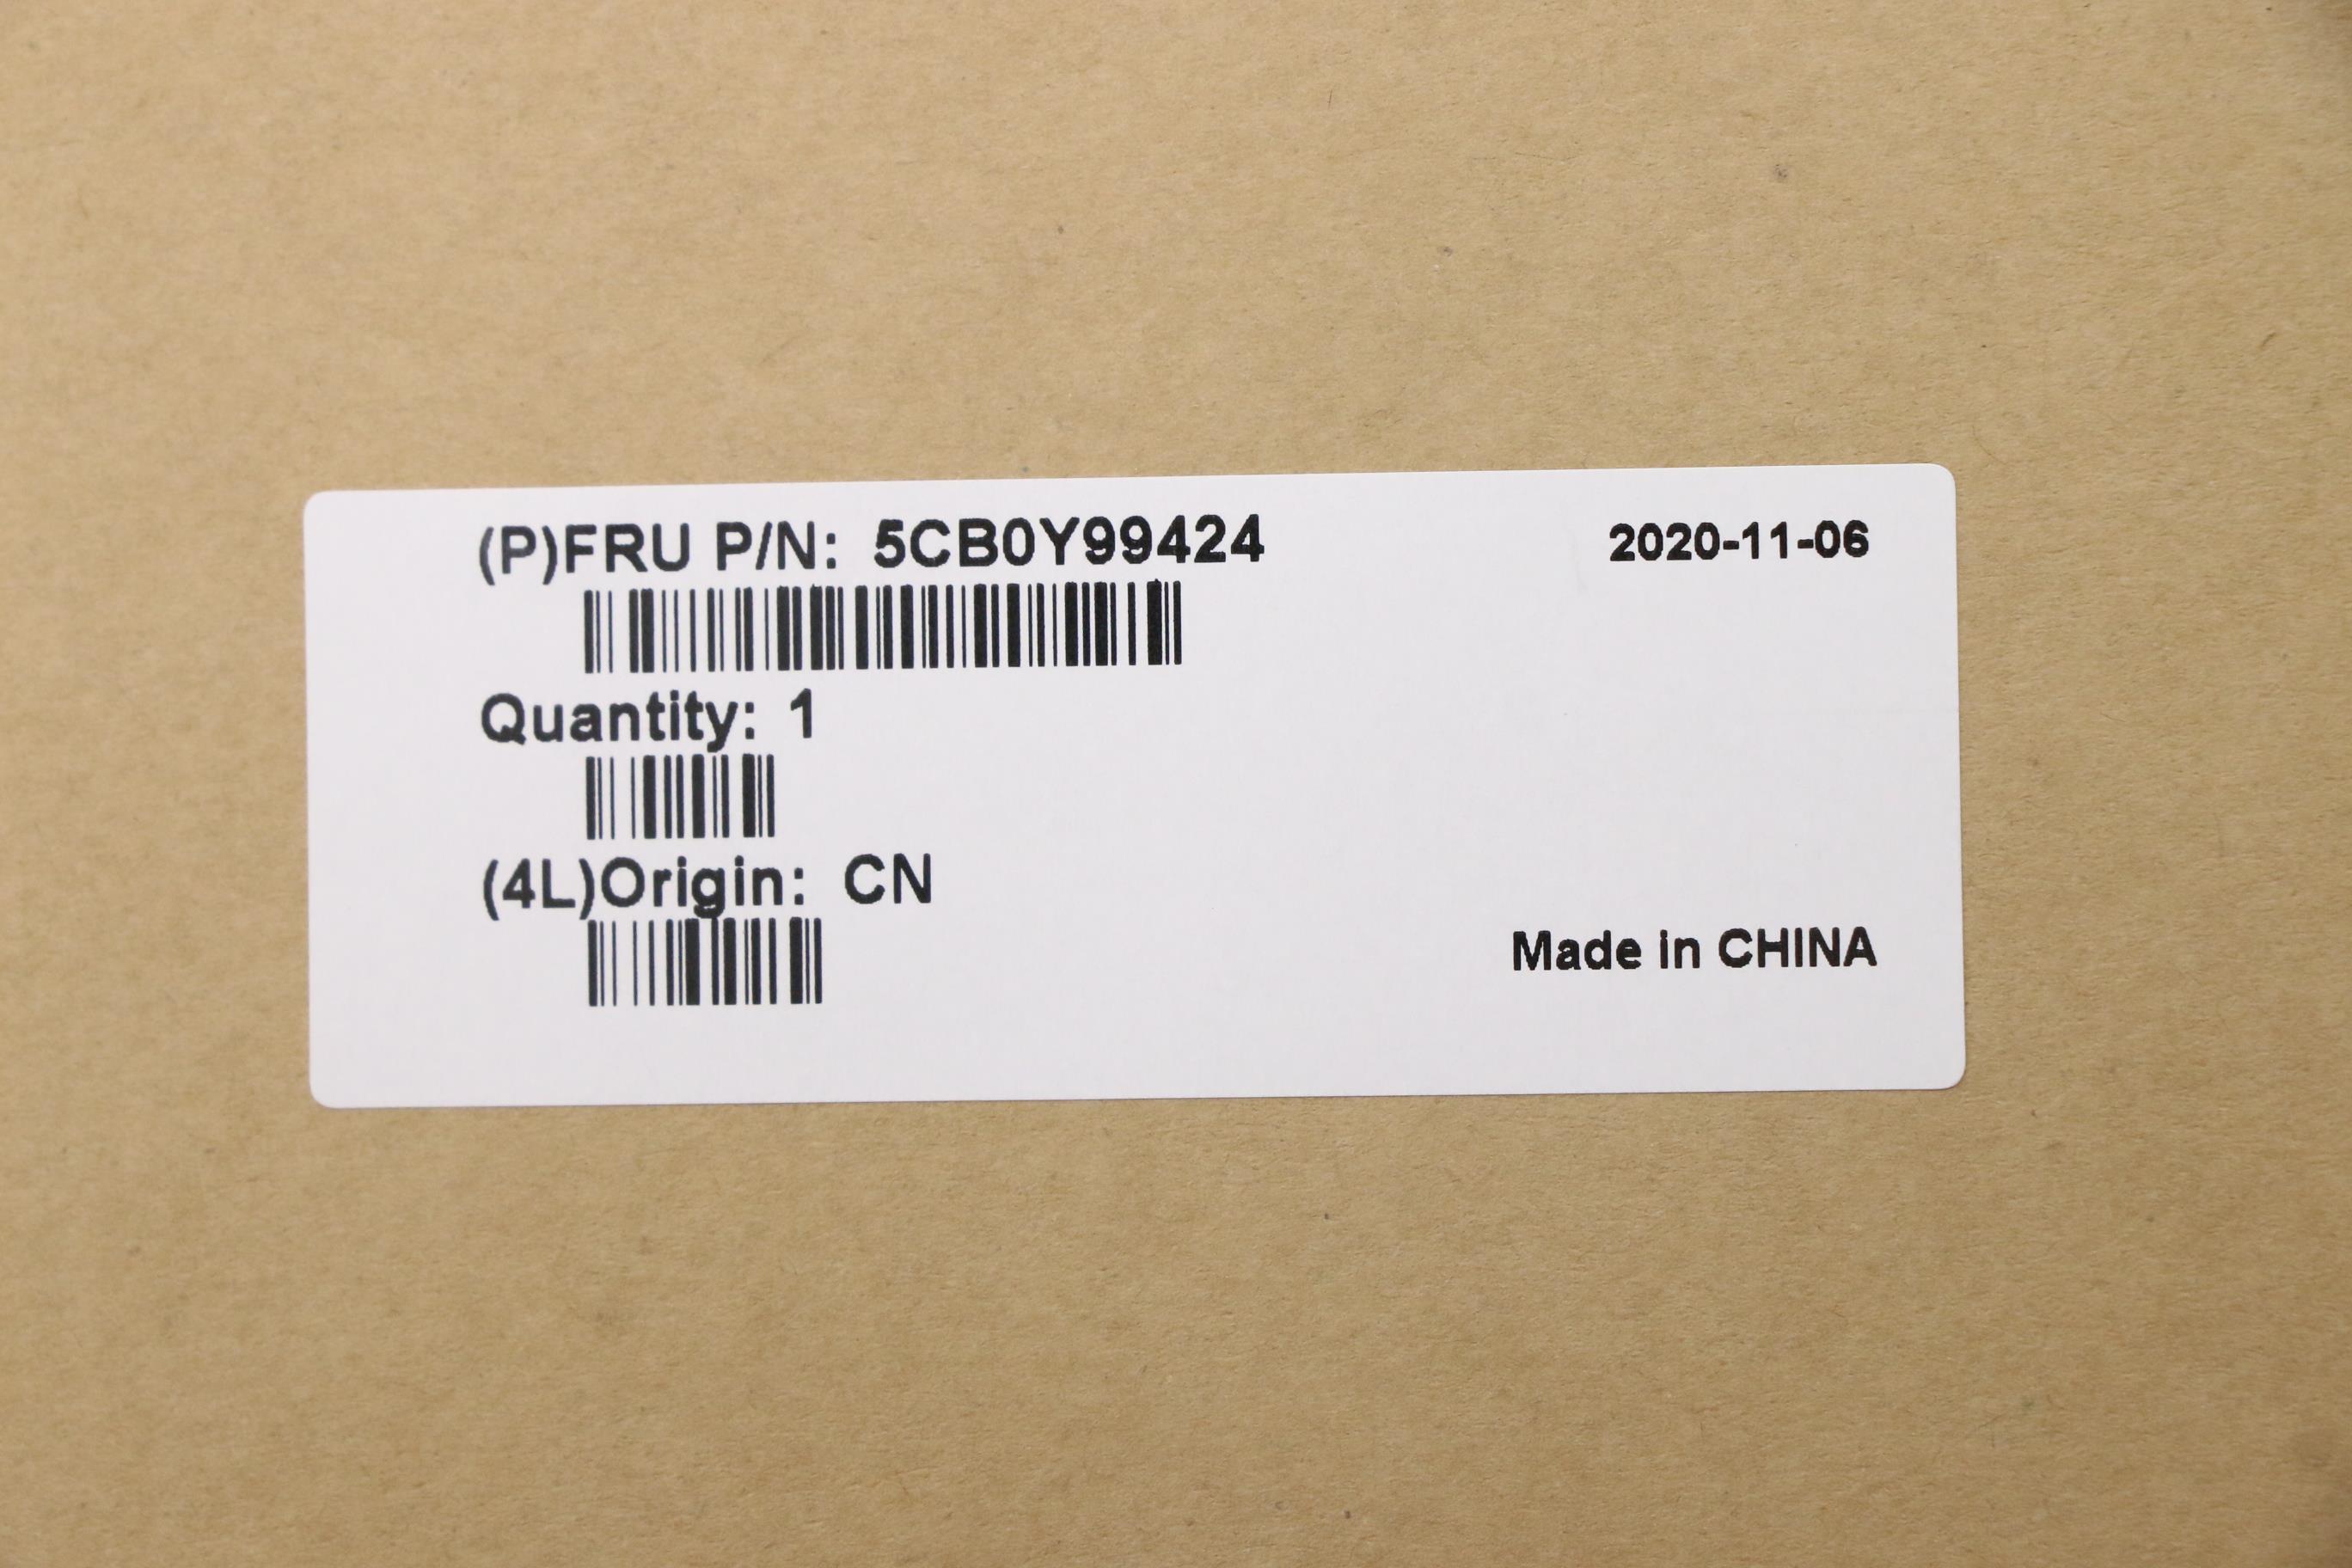 (P)FRU P/N: 5CB0Y99424
2020-11-06
Quantity: 1
(4L)Origin: CN
Made in CHINA